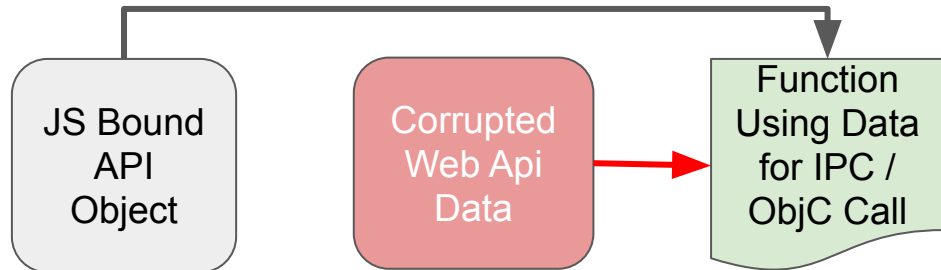 JS Bound
API
Object
Corrupted
Web Api
Data
Function
Using Data
for IPC /
ObjC Call